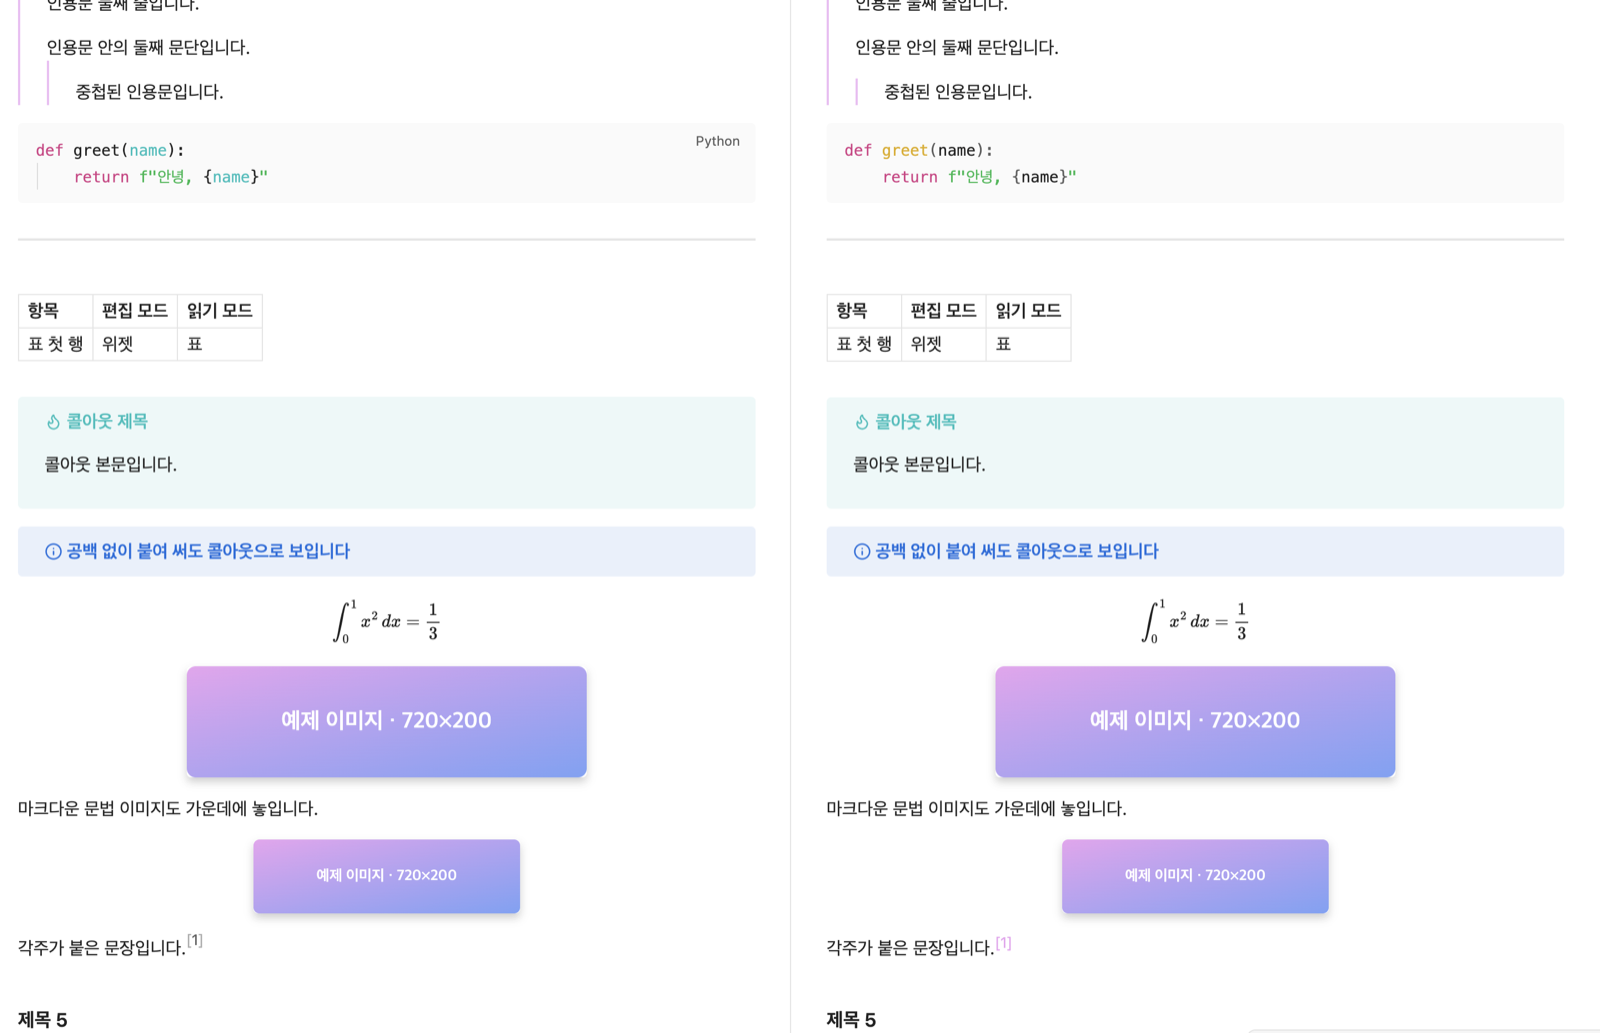 인용문 둘째 줄입니다.
인용문 안의 둘째 문단입니다.
중첩된 인용문입니다.
Python
def greet(name):
    return f"안녕, {name}"
항목 편집 모드 읽기 모드
표 첫 행 위젯 표
콜아웃 제목
콜아웃 본문입니다.
공백 없이 붙여 써도 콜아웃으로 보입니다
∫₀¹ x² dx = 1/3
예제 이미지 · 720×200
마크다운 문법 이미지도 가운데에 놓입니다.
예제 이미지 · 720×200
각주가 붙은 문장입니다.[1]
제목 5
인용문 둘째 줄입니다.
인용문 안의 둘째 문단입니다.
중첩된 인용문입니다.
def greet(name):
    return f"안녕, {name}"
항목 편집 모드 읽기 모드
표 첫 행 위젯 표
콜아웃 제목
콜아웃 본문입니다.
공백 없이 붙여 써도 콜아웃으로 보입니다
∫₀¹ x² dx = 1/3
예제 이미지 · 720×200
마크다운 문법 이미지도 가운데에 놓입니다.
예제 이미지 · 720×200
각주가 붙은 문장입니다.[1]
제목 5